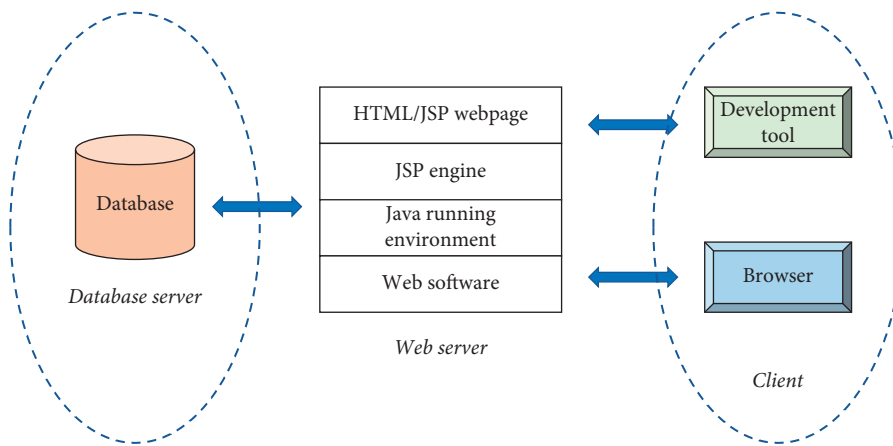 Database
Database server
HTML/JSP webpage
JSP engine
Java running
environment
Web software
Web server
Development
tool
Browser
Client